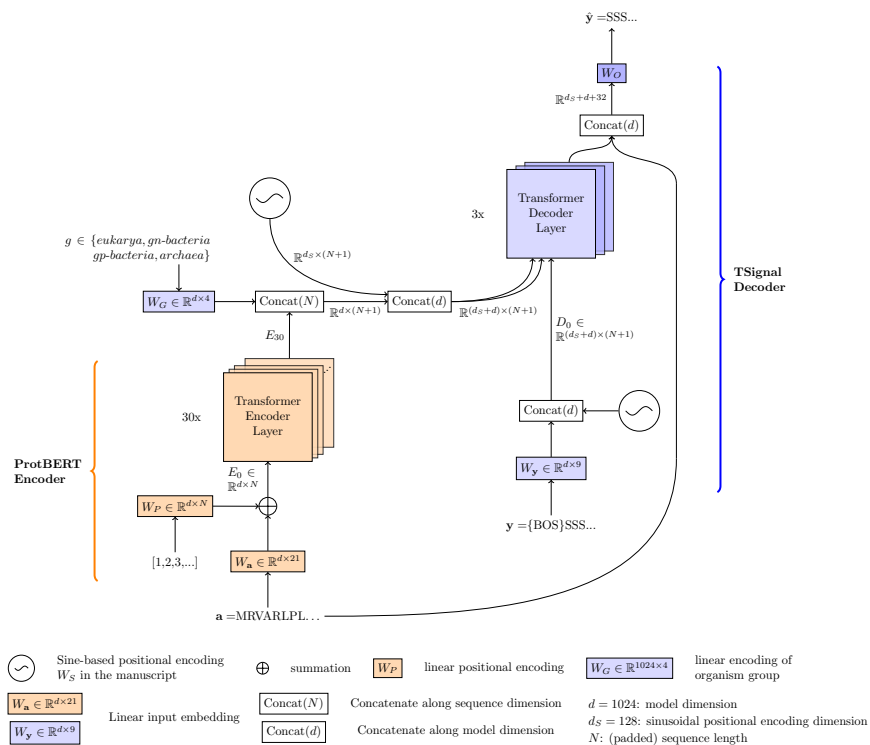 ŷ =SSS...
W_O
ℝ^{d_S+d+32}
Concat(d)
Transformer
Decoder
Layer
3x
TSignal
Decoder
g ∈ {eukarya, gn-bacteria
gp-bacteria, archaea}
ℝ^{d_S×(N+1)}
W_G ∈ ℝ^{d×4}
Concat(N)
ℝ^{d×(N+1)}
Concat(d)
ℝ^{(d_S+d)×(N+1)}
E_{30}
D_0 ∈
ℝ^{(d_S+d)×(N+1)}
30x
Transformer
Encoder
Layer
Concat(d)
ProtBERT
Encoder
E_0 ∈
ℝ^{d×N}
W_y ∈ ℝ^{d×9}
W_P ∈ ℝ^{d×N}
y ={BOS}SSS...
[1,2,3,...]
W_a ∈ ℝ^{d×21}
a =MRVARLPL...
Sine-based positional encoding
W_S in the manuscript
summation
W_P
linear positional encoding
W_G ∈ ℝ^{1024×4}
linear encoding of
organism group
W_a ∈ ℝ^{d×21}
W_y ∈ ℝ^{d×9}
Linear input embedding
Concat(N)
Concatenate along sequence dimension
Concat(d)
Concatenate along model dimension
d = 1024: model dimension
d_S = 128: sinusoidal positional encoding dimension
N: (padded) sequence length